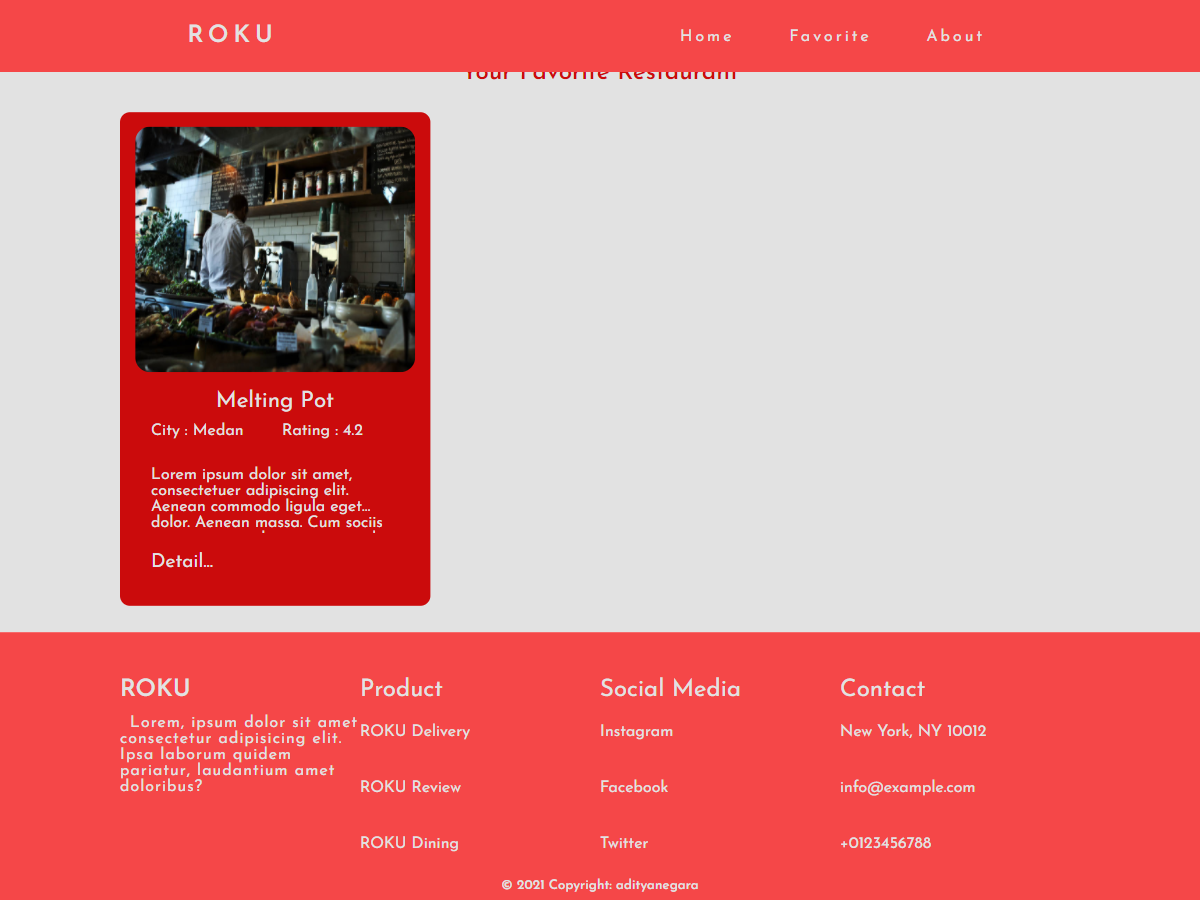 ROKU
Home Favorite About
Your Favorite Restaurant
Melting Pot
City : Medan Rating : 4.2
Lorem ipsum dolor sit amet,
consectetuer adipiscing elit.
Aenean commodo ligula eget...
dolor. Aenean massa. Cum sociis
Detail...
ROKU
Lorem, ipsum dolor sit amet
consectetur adipisicing elit.
Ipsa laborum quidem
pariatur, laudantium amet
doloribus?
Product
ROKU Delivery
ROKU Review
ROKU Dining
Social Media
Instagram
Facebook
Twitter
Contact
New York, NY 10012
info@example.com
+0123456788
© 2021 Copyright: adityanegara